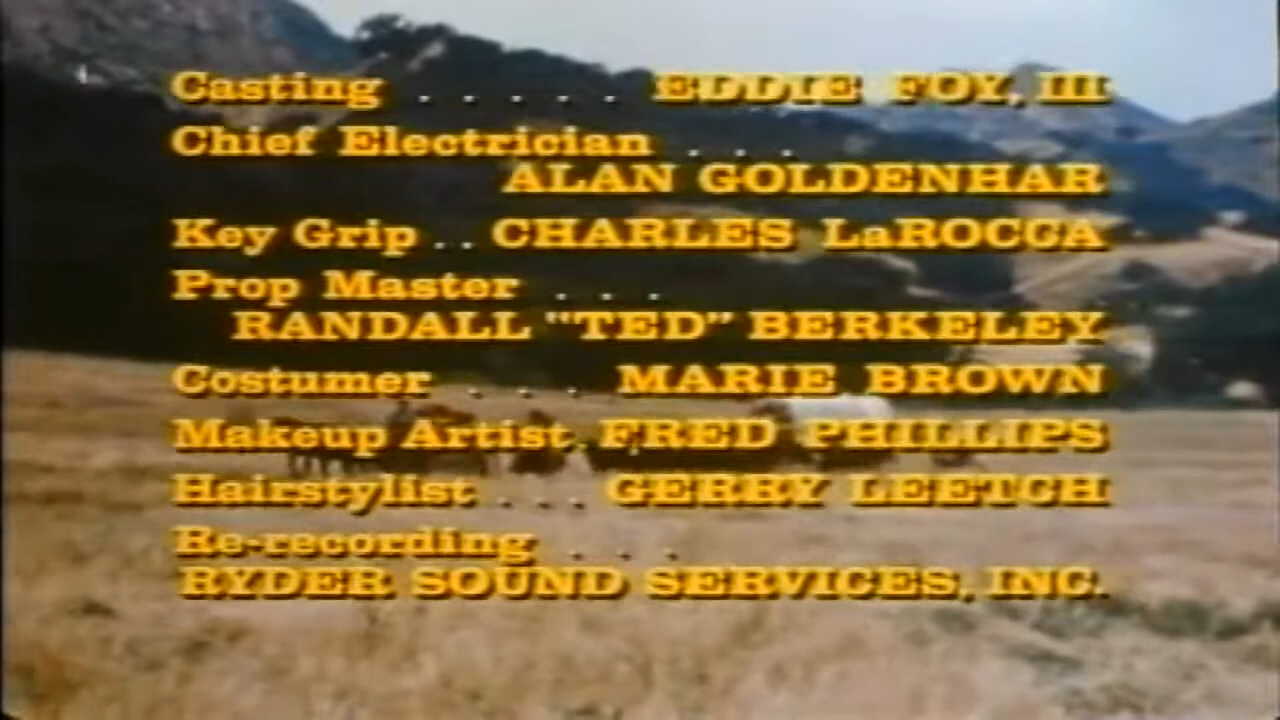 Casting . . . . . EDDIE FOY, III
Chief Electrician . . .
ALAN GOLDENHAR
Key Grip . . CHARLES LaROCCA
Prop Master . . .
RANDALL "TED" BERKELEY
Costumer . . . MARIE BROWN
Makeup Artist. FRED PHILLIPS
Hairstylist . . . GERRY LEETCH
Re-recording . . .
RYDER SOUND SERVICES, INC.